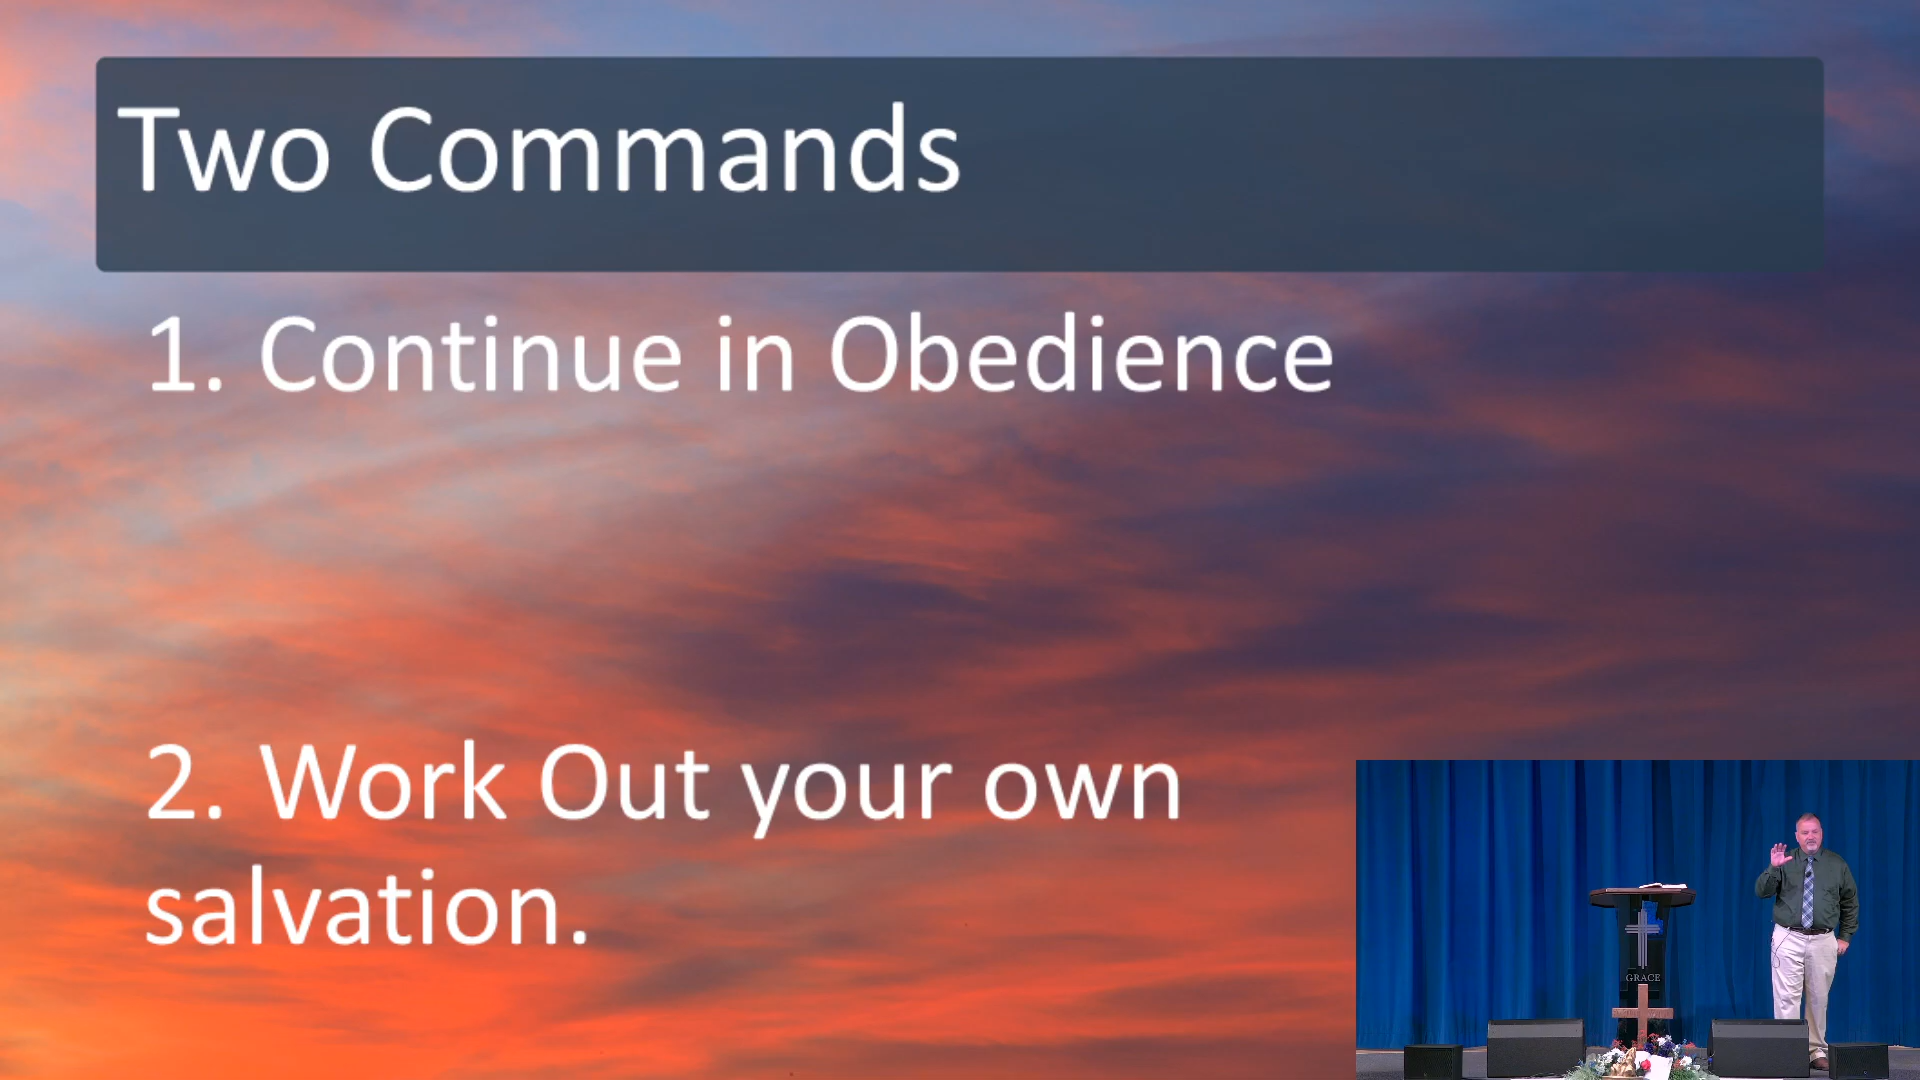 Two Commands
1. Continue in Obedience
2. Work Out your own
salvation.
GRACE